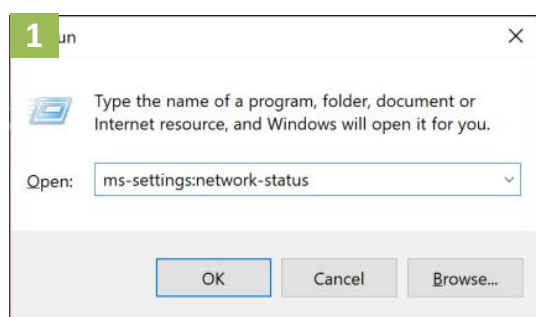 1 un
Type the name of a program, folder, document or
Internet resource, and Windows will open it for you.
Open: ms-settings:network-status
OK Cancel Browse...